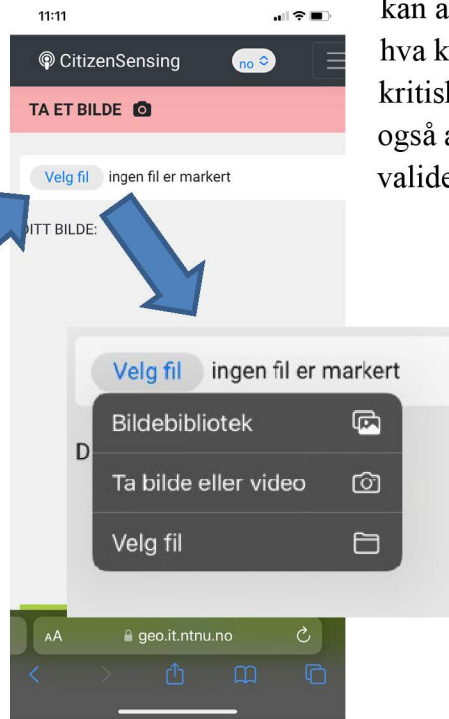 11:11
CitizenSensing
no
TA ET BILDE
Velg fil ingen fil er markert
DITT BILDE:
Velg fil ingen fil er markert
D
Bildebibliotek
Ta bilde eller video
Velg fil
AA geo.it.ntnu.no
kan a
hva k
kritis
også a
valide